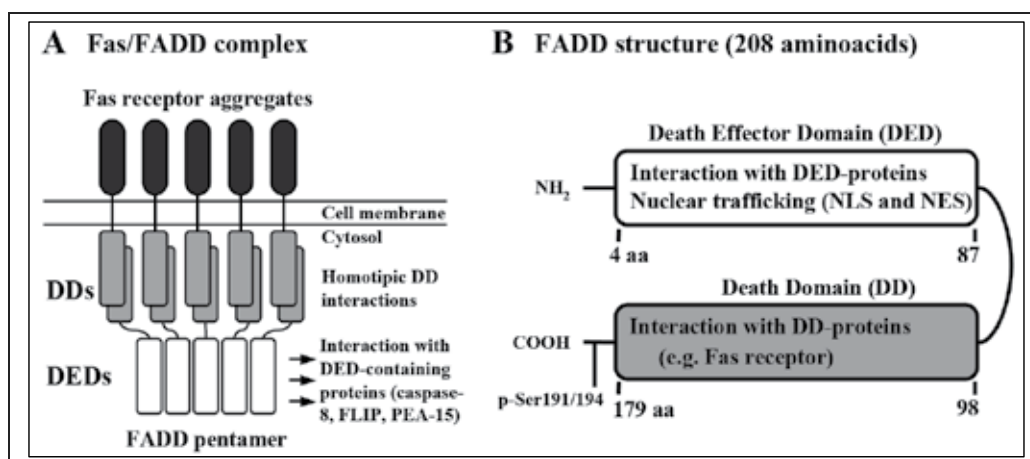 A Fas/FADD complex
Fas receptor aggregates
Cell membrane
Cytosol
DDs
Homotipic DD
interactions
DEDs
Interaction with
DED-containing
proteins (caspase-
8, FLIP, PEA-15)
FADD pentamer
B FADD structure (208 aminoacids)
Death Effector Domain (DED)
NH2
Interaction with DED-proteins
Nuclear trafficking (NLS and NES)
4 aa 87
Death Domain (DD)
COOH
Interaction with DD-proteins
(e.g. Fas receptor)
p-Ser191/194
179 aa 98